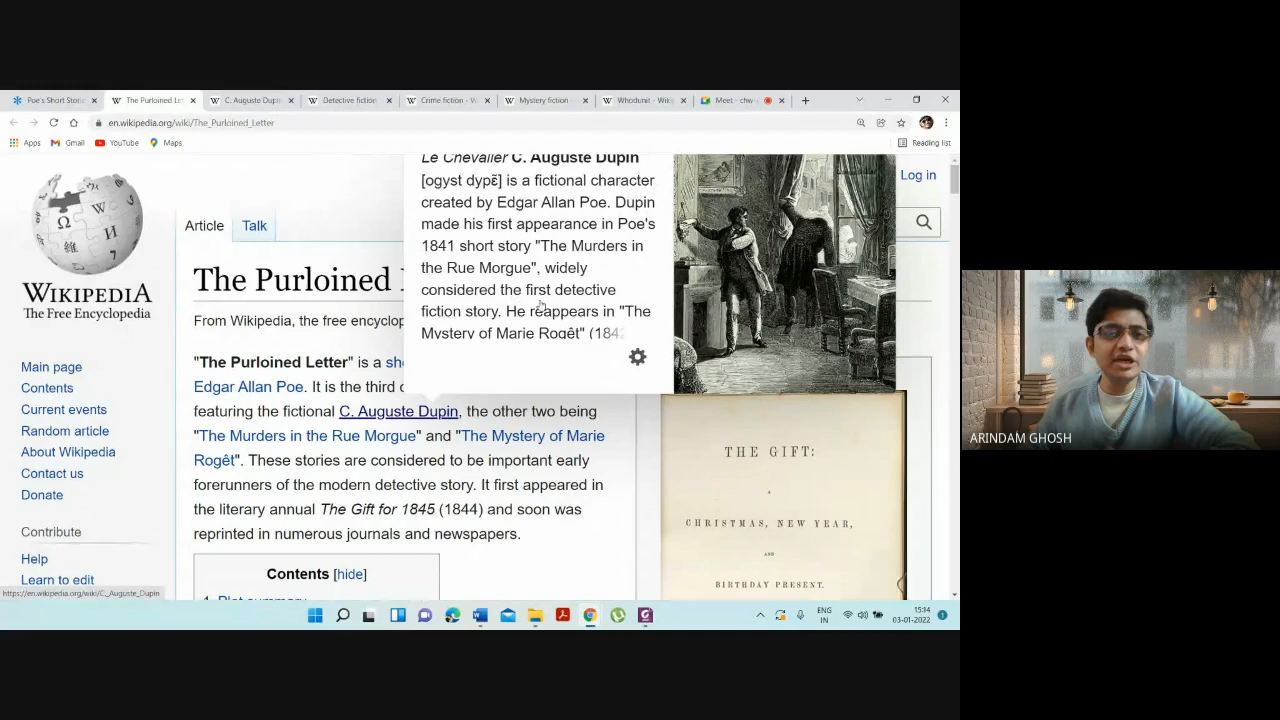 Poe's Short Stori
The Purloined Le
C. Auguste Dupin
Detective fiction
Crime fiction - W
Mystery fiction
Whodunit - Wiki
Meet – chw
en.wikipedia.org/wiki/The_Purloined_Letter
Apps
Gmail
YouTube
Maps
Reading list
Le Chevalier C. Auguste Dupin
[oɡyst dypɛ̃] is a fictional character
created by Edgar Allan Poe. Dupin
made his first appearance in Poe's
1841 short story "The Murders in
the Rue Morgue", widely
considered the first detective
fiction story. He reappears in "The
Mystery of Marie Rogêt" (1842
Log in
Article
Talk
WIKIPEDIA
The Free Encyclopedia
The Purloined
From Wikipedia, the free encyclop
"The Purloined Letter" is a sh
Edgar Allan Poe. It is the third
featuring the fictional C. Auguste Dupin, the other two being
"The Murders in the Rue Morgue" and "The Mystery of Marie
Rogêt". These stories are considered to be important early
forerunners of the modern detective story. It first appeared in
the literary annual The Gift for 1845 (1844) and soon was
reprinted in numerous journals and newspapers.
Contents [hide]
Main page
Contents
Current events
Random article
About Wikipedia
Contact us
Donate
Contribute
Help
Learn to edit
https://en.wikipedia.org/wiki/C._Auguste_Dupin
THE GIFT:
A
CHRISTMAS, NEW YEAR,
AND
BIRTHDAY PRESENT.
ENG
IN
15:14
03-01-2022
ARINDAM GHOSH